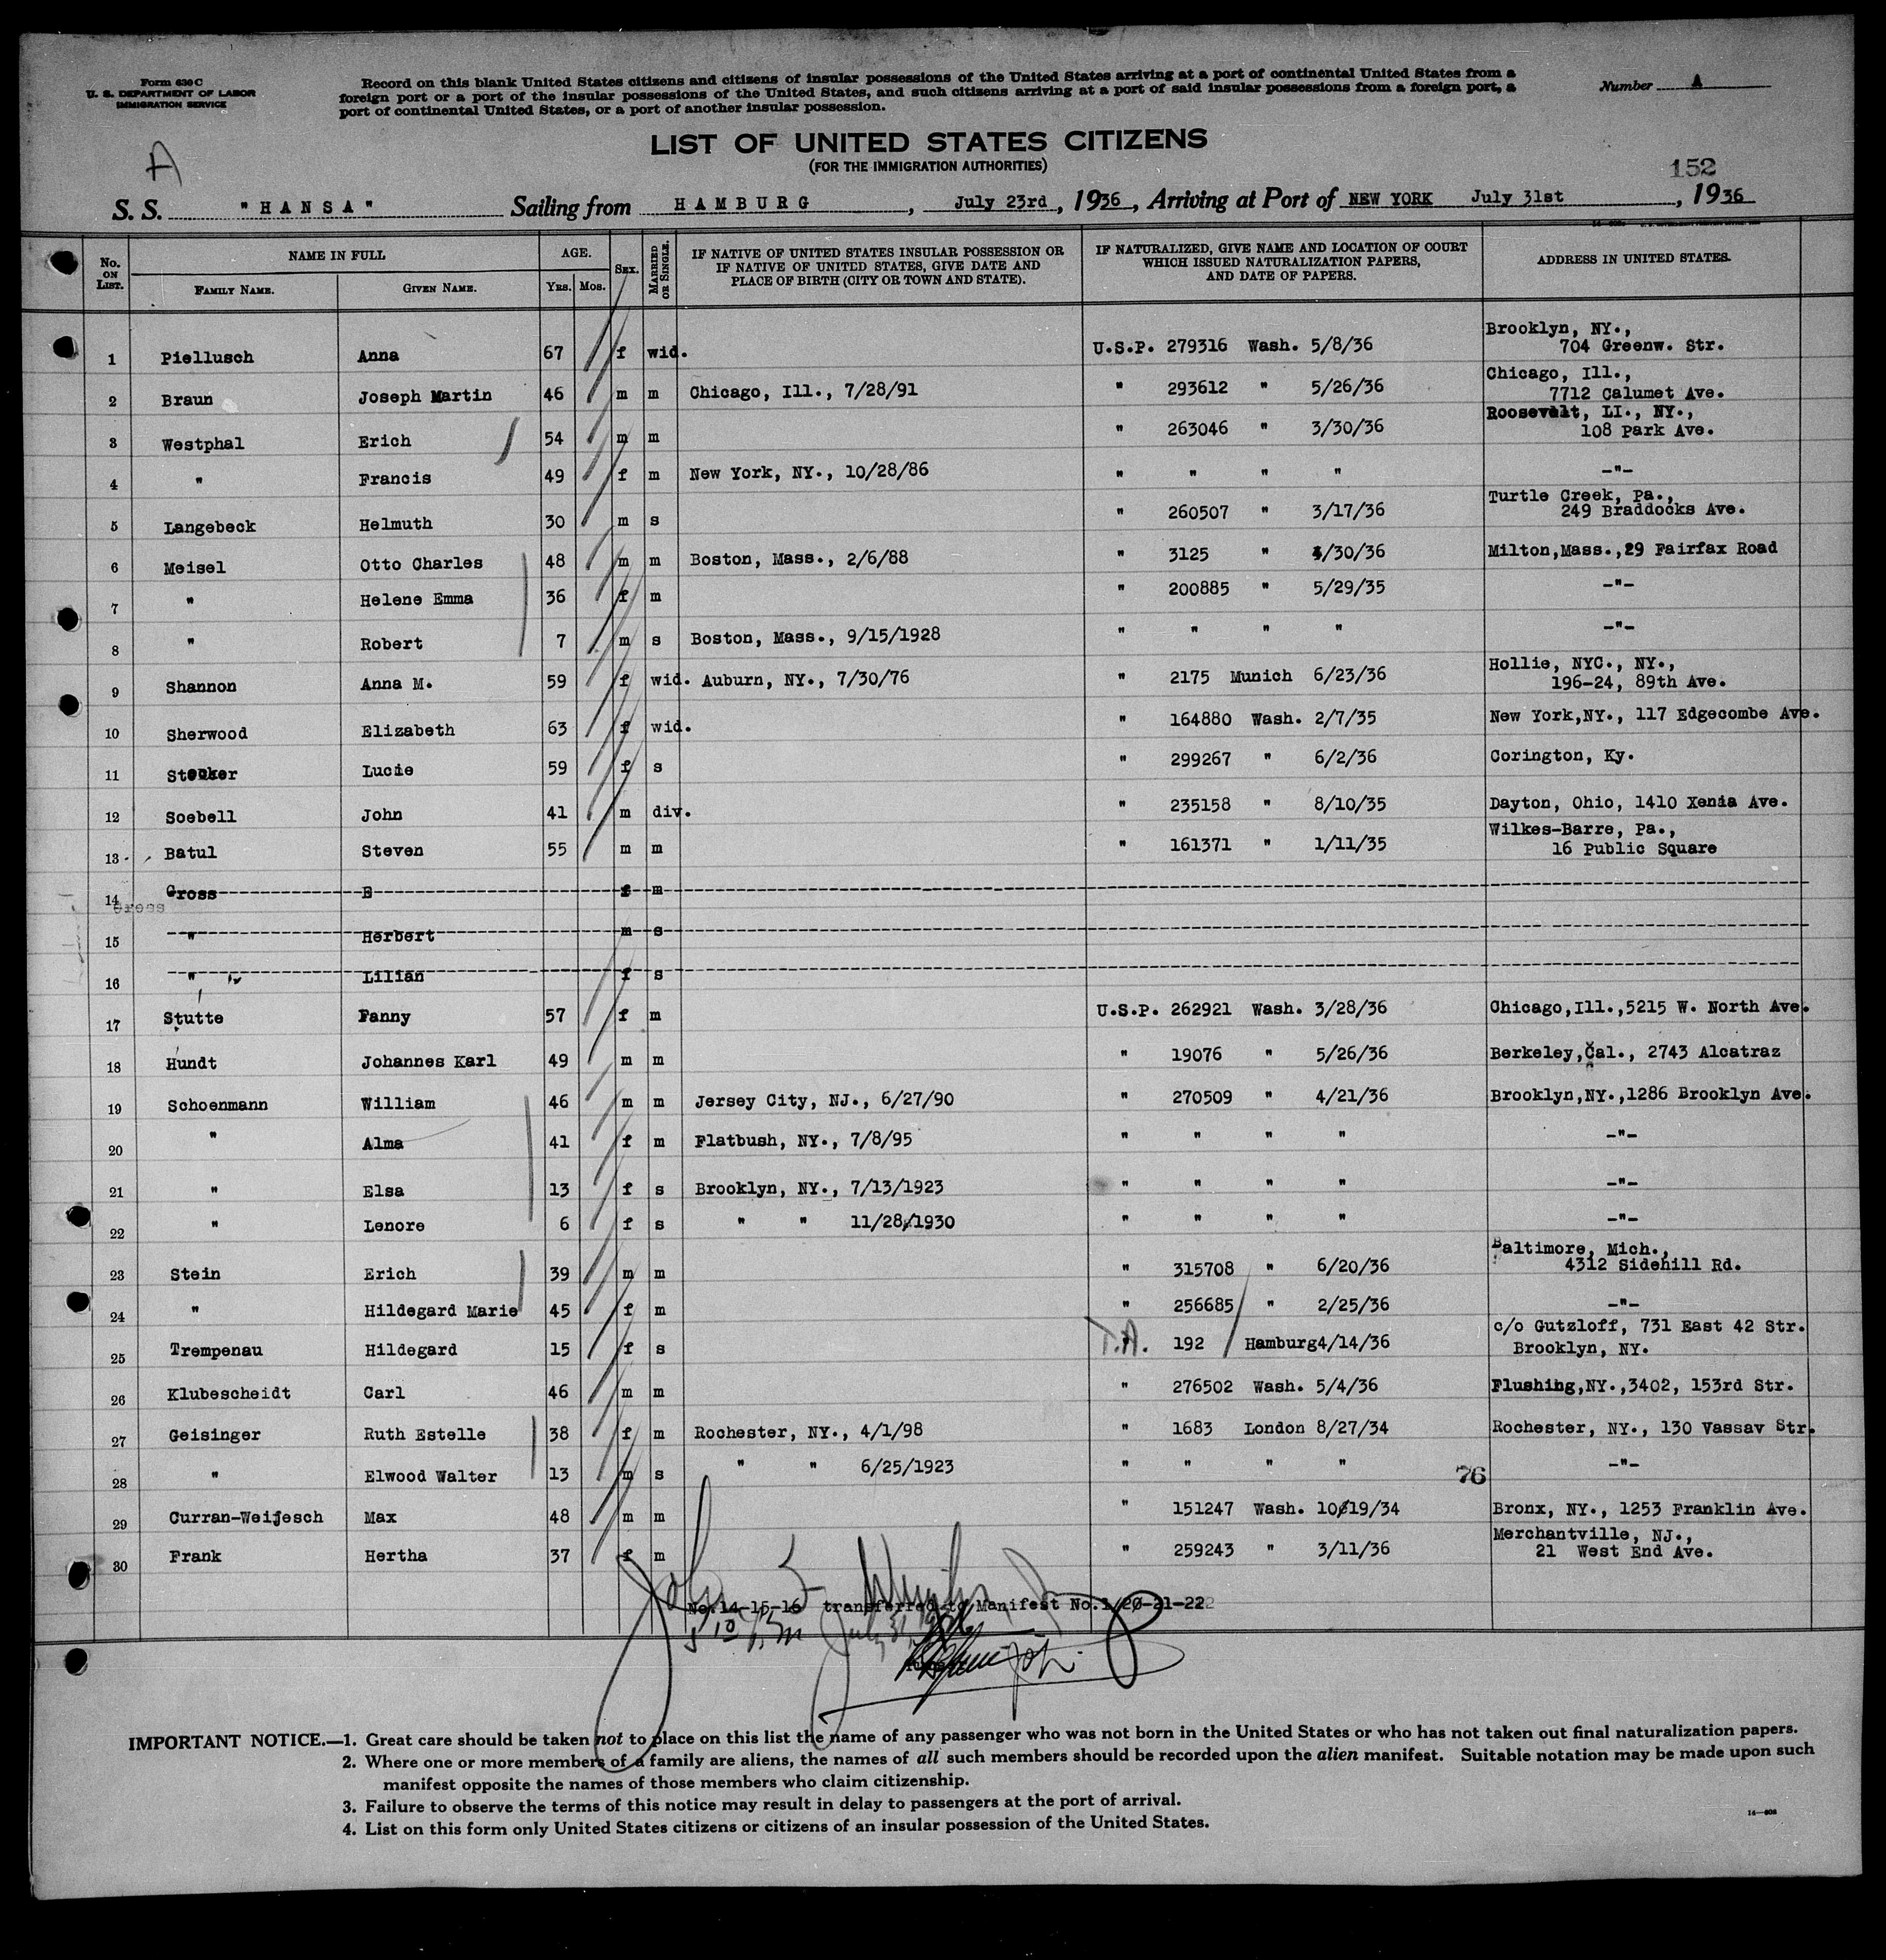 Form 630 C
U. S. DEPARTMENT OF LABOR
IMMIGRATION SERVICE
Record on this blank United States citizens and citizens of insular possessions of the United States arriving at a port of continental United States from a
foreign port or a port of the insular possessions of the United States, and such citizens arriving at a port of said insular possessions from a foreign port, a
port of continental United States, or a port of another insular possession.
Number A
LIST OF UNITED STATES CITIZENS
(FOR THE IMMIGRATION AUTHORITIES)
A
152
S. S. "HANSA" Sailing from HAMBURG, July 23rd, 1936, Arriving at Port of NEW YORK July 31st, 1936
No. ON LIST. NAME IN FULL FAMILY NAME. GIVEN NAME. AGE. YRS. MOS. SEX. MARRIED OR SINGLE. IF NATIVE OF UNITED STATES INSULAR POSSESSION OR IF NATIVE OF UNITED STATES, GIVE DATE AND PLACE OF BIRTH (CITY OR TOWN AND STATE). IF NATURALIZED, GIVE NAME AND LOCATION OF COURT WHICH ISSUED NATURALIZATION PAPERS, AND DATE OF PAPERS. ADDRESS IN UNITED STATES.
1 Piellusch Anna 67 f wid. U.S.P. 279316 Wash. 5/8/36 Brooklyn, NY., 704 Greenw. Str.
2 Braun Joseph Martin 46 m m Chicago, Ill., 7/28/91 " 293612 " 5/26/36 Chicago, Ill., 7712 Calumet Ave.
3 Westphal Erich 54 m m " 263046 " 3/30/36 Roosevelt, LI., NY., 108 Park Ave.
4 " Francis 49 f m New York, NY., 10/28/86 " " " " -"-
5 Langebeck Helmuth 30 m s " 260507 " 3/17/36 Turtle Creek, Pa., 249 Braddocks Ave.
6 Meisel Otto Charles 48 m m Boston, Mass., 2/6/88 " 3125 " 4/30/36 Milton,Mass.,29 Fairfax Road
7 " Helene Emma 36 f m " 200885 " 5/29/35 -"-
8 " Robert 7 m s Boston, Mass., 9/15/1928 " " " " -"-
9 Shannon Anna M. 59 f wid. Auburn, NY., 7/30/76 " 2175 Munich 6/23/36 Hollie, NYC., NY., 196-24, 89th Ave.
10 Sherwood Elizabeth 63 f wid. " 164880 Wash. 2/7/35 New York,NY., 117 Edgecombe Ave.
11 Stecker Lucie 59 f s " 299267 " 6/2/36 Corington, Ky.
12 Soebell John 41 m div. " 235158 " 8/10/35 Dayton, Ohio, 1410 Xenia Ave.
13 Batul Steven 55 m m " 161371 " 1/11/35 Wilkes-Barre, Pa., 16 Public Square
14 Gross E f m
Gross
15 " Herbert m s
16 " Lilian f s
17 Stutte Fanny 57 f m U.S.P. 262921 Wash. 3/28/36 Chicago,Ill.,5215 W. North Ave.
18 Hundt Johannes Karl 49 m m " 19076 " 5/26/36 Berkeley,Cal., 2743 Alcatraz
19 Schoenmann William 46 m m Jersey City, NJ., 6/27/90 " 270509 " 4/21/36 Brooklyn,NY.,1286 Brooklyn Ave.
20 " Alma 41 f m Flatbush, NY., 7/8/95 " " " " -"-
21 " Elsa 13 f s Brooklyn, NY., 7/13/1923 " " " " -"-
22 " Lenore 6 f s " " 11/28/1930 " " " " -"-
23 Stein Erich 39 m m " 315708 " 6/20/36 Baltimore, Mich., 4312 Sidehill Rd.
24 " Hildegard Marie 45 f m " 256685 " 2/25/36 -"-
25 Trempenau Hildegard 15 f s T.A. 192 Hamburg4/14/36 c/o Gutzloff, 731 East 42 Str. Brooklyn, NY.
26 Klubescheidt Carl 46 m m " 276502 Wash. 5/4/36 Flushing,NY.,3402, 153rd Str.
27 Geisinger Ruth Estelle 38 f m Rochester, NY., 4/1/98 " 1683 London 8/27/34 Rochester, NY., 130 Vassav Str.
28 " Elwood Walter 13 m s " " 6/25/1923 " " " " 76 -"-
29 Curran-Weijesch Max 48 m m " 151247 Wash. 10/19/34 Bronx, NY., 1253 Franklin Ave.
30 Frank Hertha 37 f m " 259243 " 3/11/36 Merchantville, NJ., 21 West End Ave.
No.14-15-16 transferred to Manifest No.1/20-21-22
IMPORTANT NOTICE.—1. Great care should be taken not to place on this list the name of any passenger who was not born in the United States or who has not taken out final naturalization papers.
2. Where one or more members of a family are aliens, the names of all such members should be recorded upon the alien manifest. Suitable notation may be made upon such
manifest opposite the names of those members who claim citizenship.
3. Failure to observe the terms of this notice may result in delay to passengers at the port of arrival.
4. List on this form only United States citizens or citizens of an insular possession of the United States.